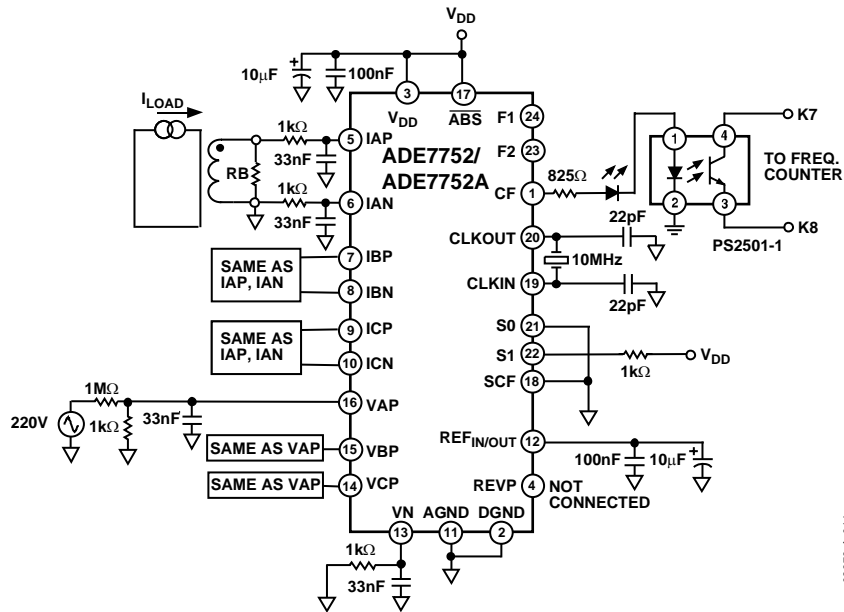 V_DD
10µF
+
100nF
3
17
V_DD
ABS
24
F1
I_LOAD
1kΩ
5
IAP
ADE7752/
ADE7752A
F2
23
33nF
RB
1kΩ
6
IAN
33nF
CF
1
825Ω
1
4
K7
TO FREQ.
COUNTER
2
3
K8
PS2501-1
CLKOUT
20
22pF
10MHz
CLKIN
19
22pF
SAME AS
IAP, IAN
7
IBP
8
IBN
SAME AS
IAP, IAN
9
ICP
10
ICN
S0
21
S1
22
1kΩ
V_DD
SCF
18
220V
1MΩ
1kΩ
33nF
16
VAP
SAME AS VAP
15
VBP
SAME AS VAP
14
VCP
REF_IN/OUT
12
100nF
10µF
+
REVP
4
NOT
CONNECTED
VN
AGND
DGND
13
11
2
1kΩ
33nF